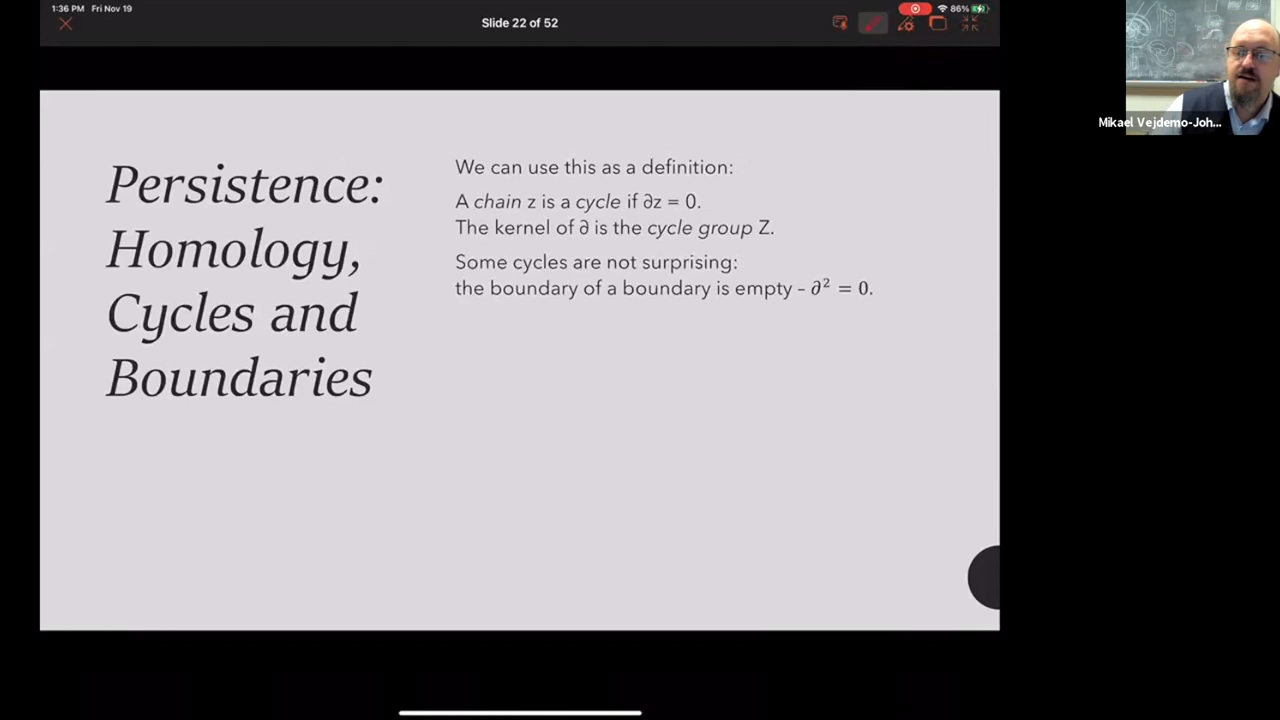 1:36 PM Fri Nov 19
86%
Slide 22 of 52
Mikael Vejdemo-Joh...
Persistence:
Homology,
Cycles and
Boundaries
We can use this as a definition:
A chain z is a cycle if ∂z = 0.
The kernel of ∂ is the cycle group Z.
Some cycles are not surprising:
the boundary of a boundary is empty – ∂² = 0.